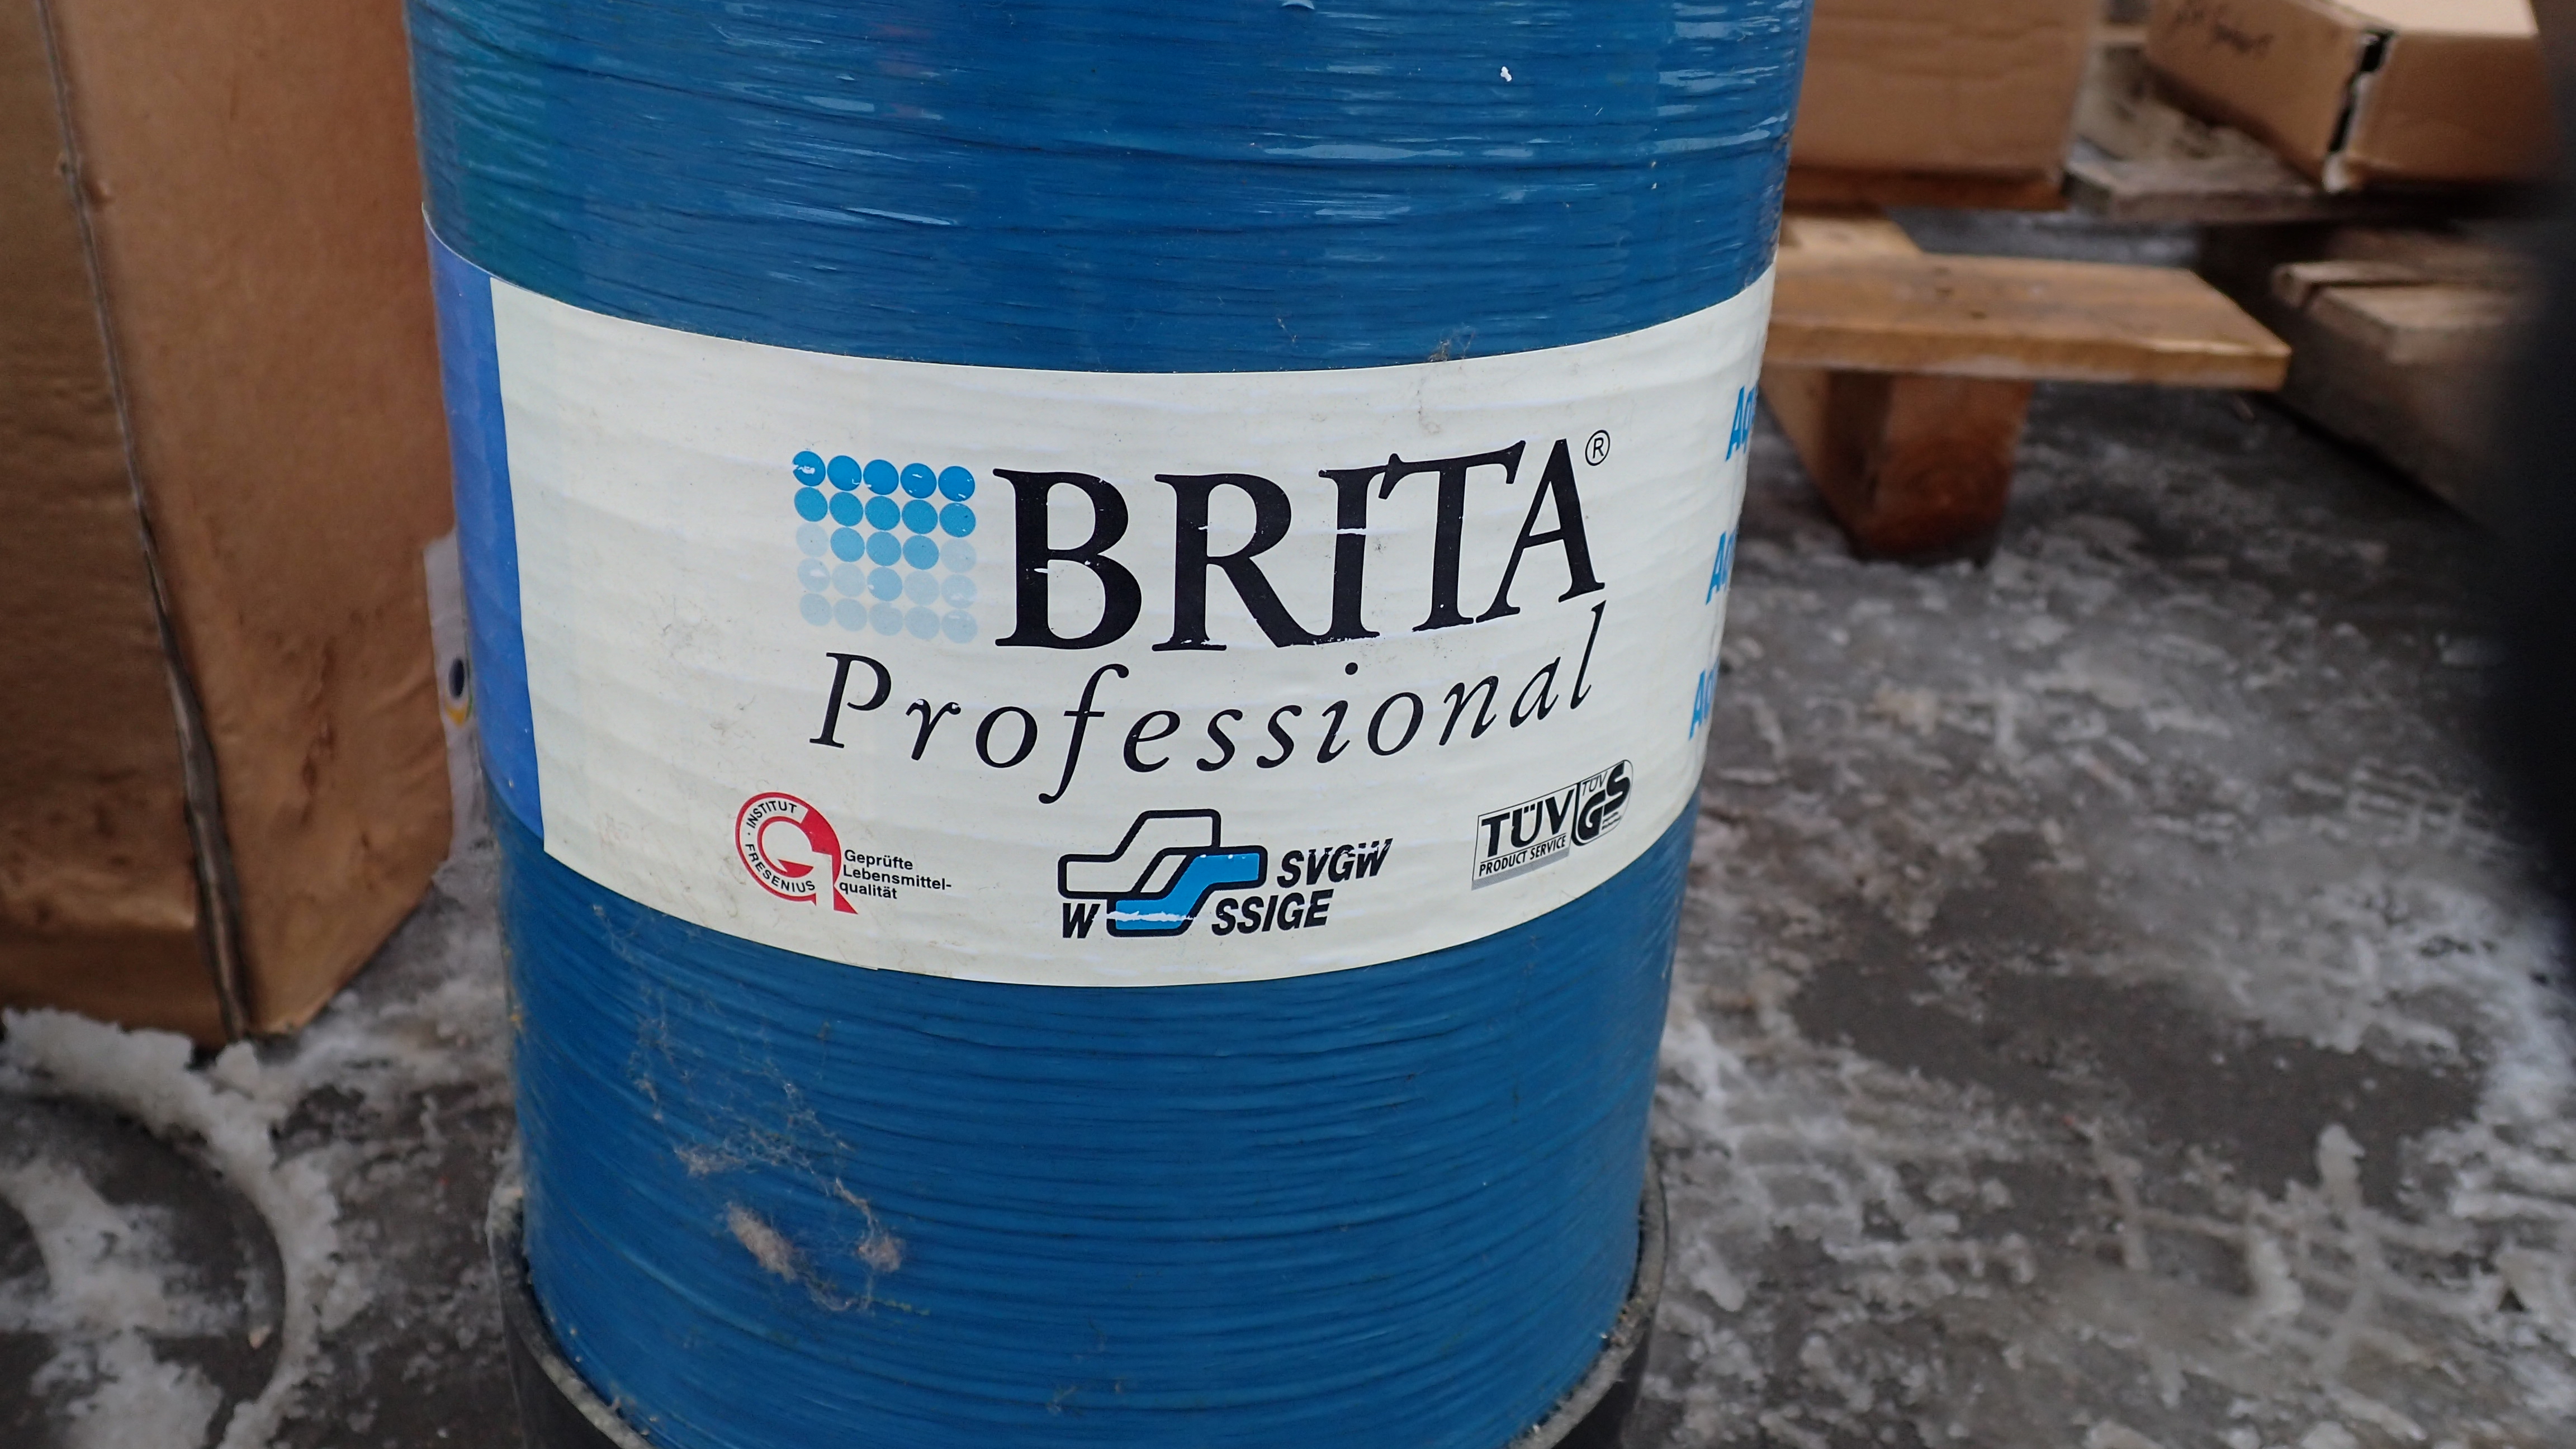 BRITA®
Professional
INSTITUT FRESENIUS
Geprüfte
Lebensmittel-
qualität
SVGW
W SSIGE
TÜV
PRODUCT SERVICE
TÜV
GS